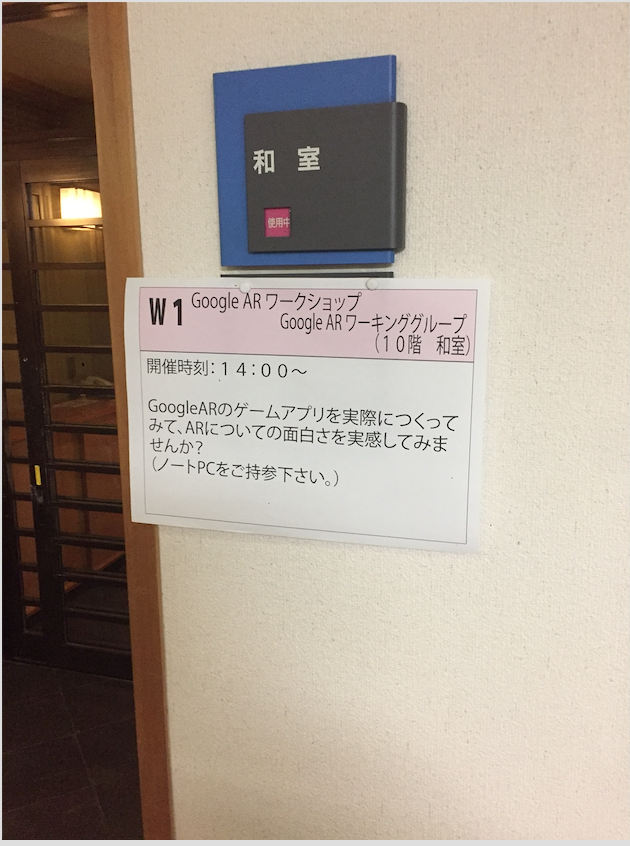 和 室
使用中
W1 Google AR ワークショップ
Google AR ワーキンググループ
(10階 和室)
開催時刻:14:00～
GoogleARのゲームアプリを実際につくって
みて、ARについての面白さを実感してみま
せんか?
(ノートPCをご持参下さい。)